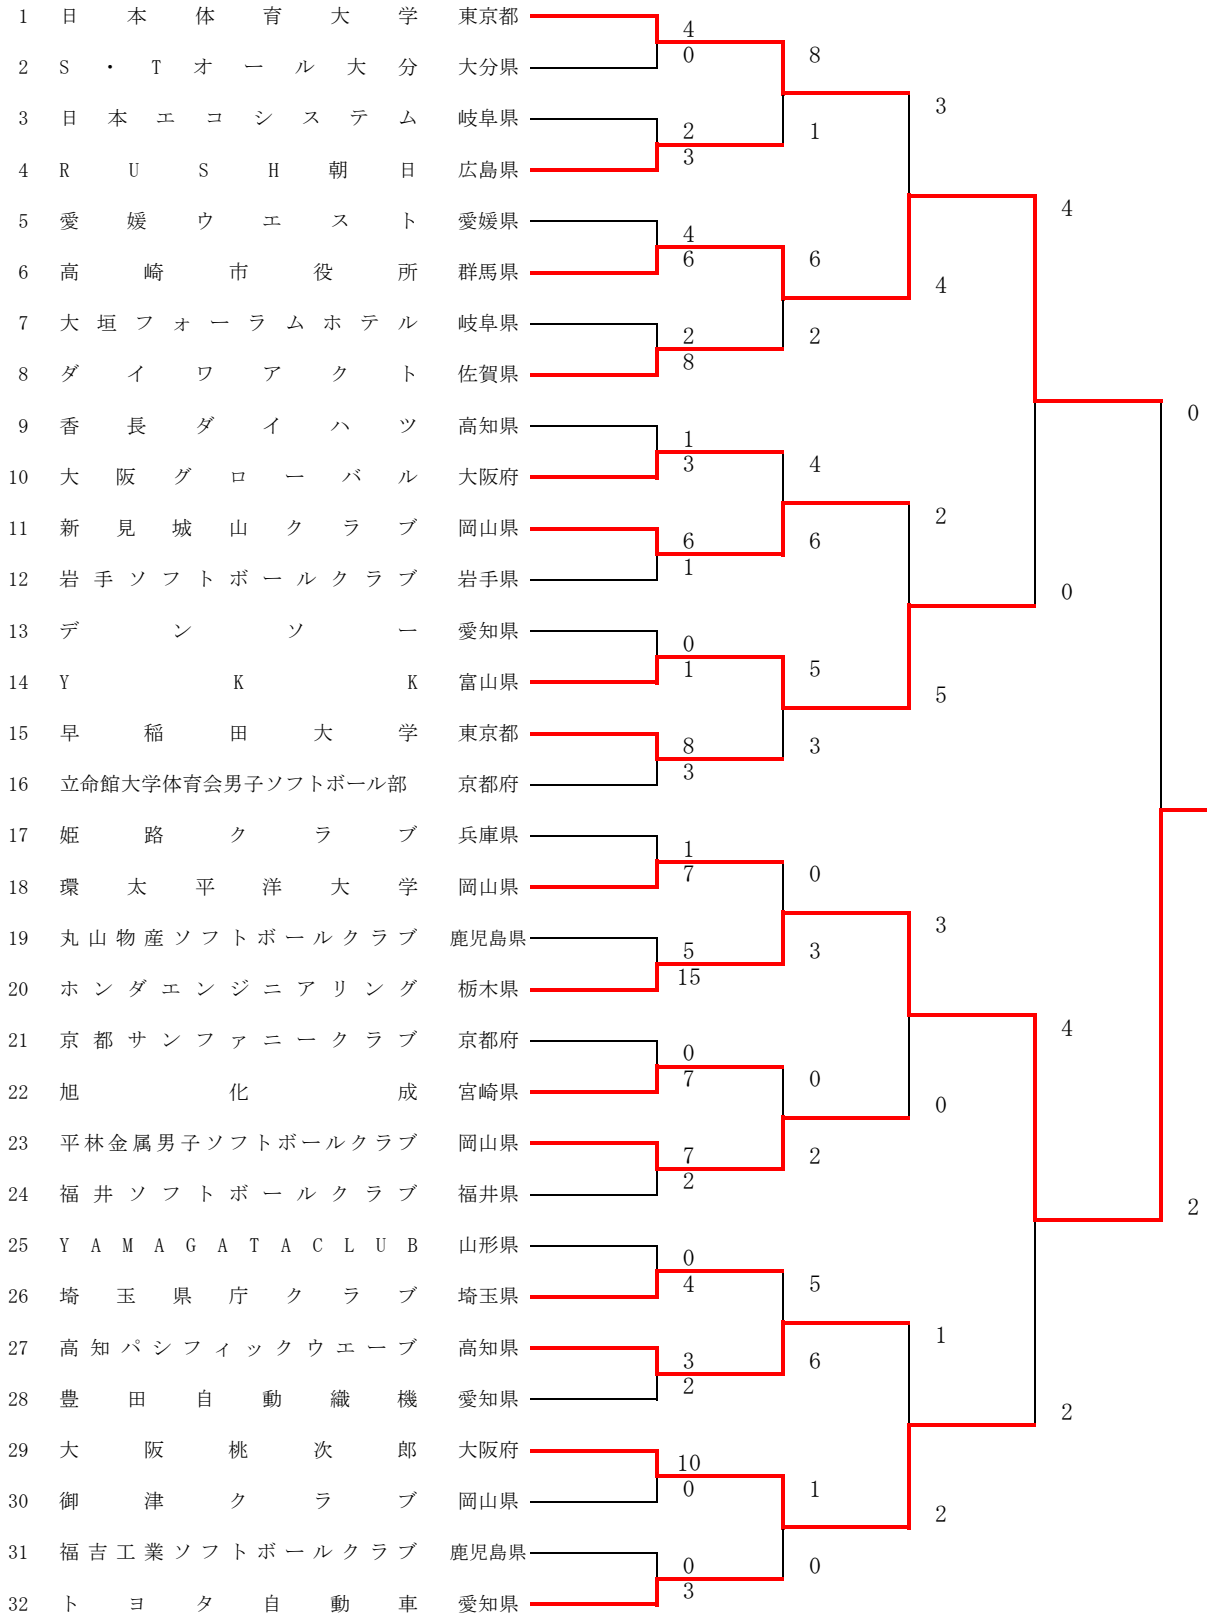 1 日本体育大学 東京都
4
0
8
2 S・Tオール大分 大分県
3
3 日本エコシステム 岐阜県
2
3
1
4 RUSH朝日 広島県
4
5 愛媛ウエスト 愛媛県
4
6
6
6 高崎市役所 群馬県
4
7 大垣フォーラムホテル 岐阜県
2
8
2
8 ダイワアクト 佐賀県
0
9 香長ダイハツ 高知県
1
3
4
10 大阪グローバル 大阪府
2
11 新見城山クラブ 岡山県
6
1
6
12 岩手ソフトボールクラブ 岩手県
0
13 デンソー 愛知県
0
1
5
14 YKK 富山県
5
15 早稲田大学 東京都
8
3
3
16 立命館大学体育会男子ソフトボール部 京都府
17 姫路クラブ 兵庫県
1
7
0
18 環太平洋大学 岡山県
3
19 丸山物産ソフトボールクラブ 鹿児島県
5
15
3
20 ホンダエンジニアリング 栃木県
4
21 京都サンファニークラブ 京都府
0
7
0
22 旭化成 宮崎県
0
23 平林金属男子ソフトボールクラブ 岡山県
7
2
2
24 福井ソフトボールクラブ 福井県
2
25 YAMAGATACLUB 山形県
0
4
5
26 埼玉県庁クラブ 埼玉県
1
27 高知パシフィックウエーブ 高知県
3
2
6
28 豊田自動織機 愛知県
2
29 大阪桃次郎 大阪府
10
0
1
30 御津クラブ 岡山県
2
31 福吉工業ソフトボールクラブ 鹿児島県
0
3
0
32 トヨタ自動車 愛知県